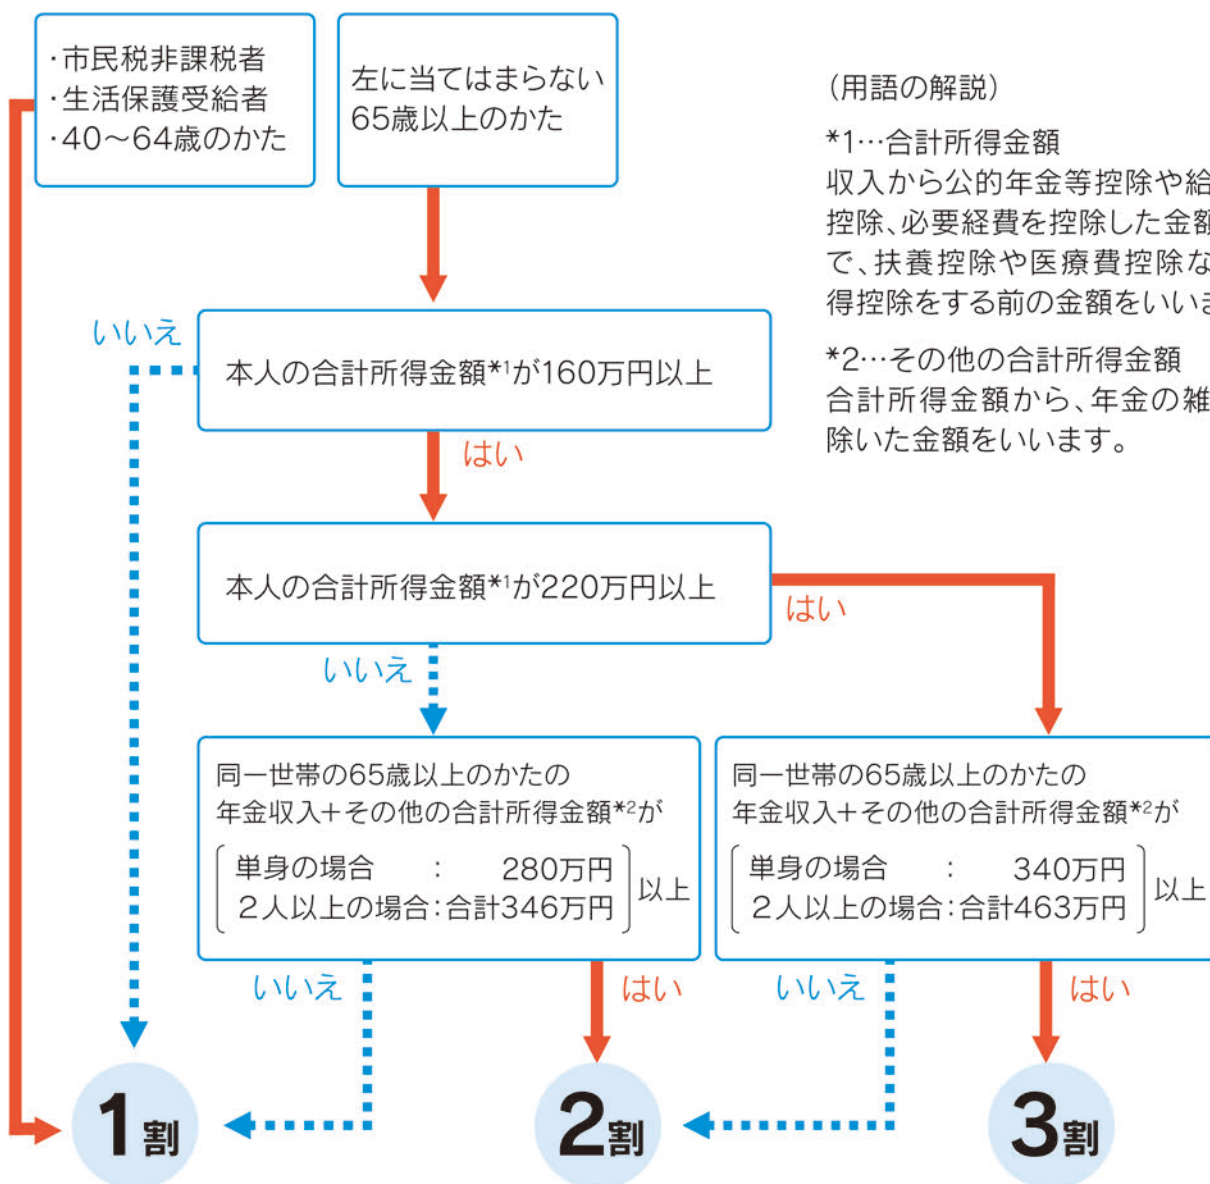 ・市民税非課税者
・生活保護受給者
・40〜64歳のかた
左に当てはまらない
65歳以上のかた
（用語の解説）
*1…合計所得金額
収入から公的年金等控除や給
控除、必要経費を控除した金額
で、扶養控除や医療費控除な
得控除をする前の金額をいいま
*2…その他の合計所得金額
合計所得金額から、年金の雑
除いた金額をいいます。
いいえ
本人の合計所得金額*1が160万円以上
はい
本人の合計所得金額*1が220万円以上
はい
いいえ
同一世帯の65歳以上のかたの
年金収入＋その他の合計所得金額*2が
単身の場合　：　280万円
2人以上の場合：合計346万円
以上
同一世帯の65歳以上のかたの
年金収入＋その他の合計所得金額*2が
単身の場合　：　340万円
2人以上の場合：合計463万円
以上
いいえ
はい
いいえ
はい
1割
2割
3割